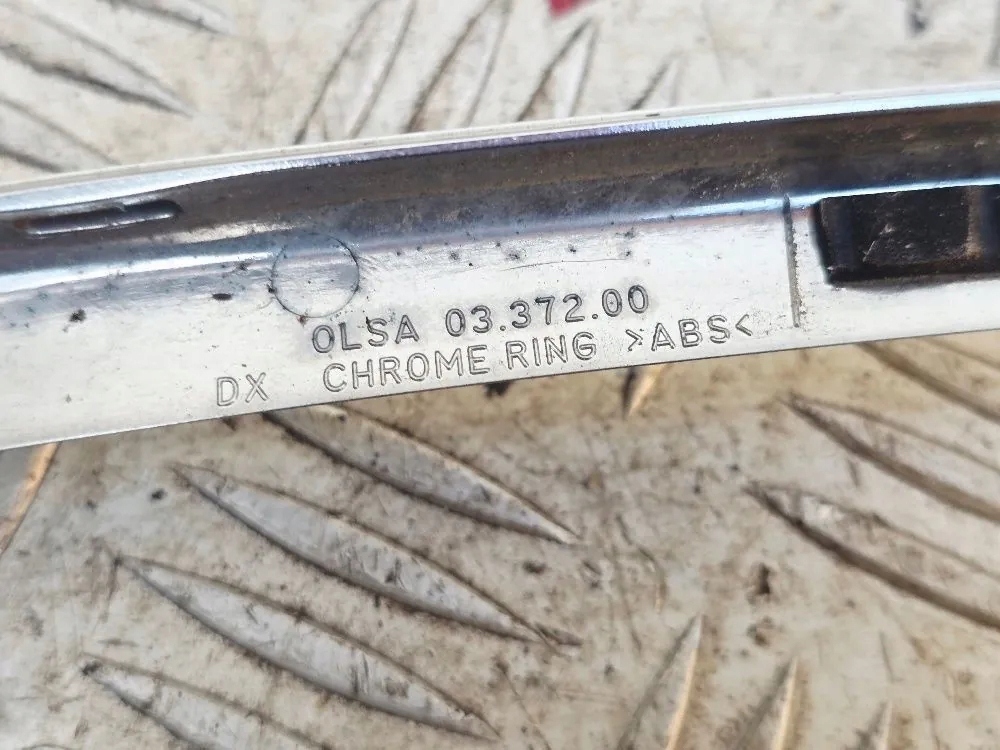 OLSA 03.372.00
DX CHROME RING >ABS<